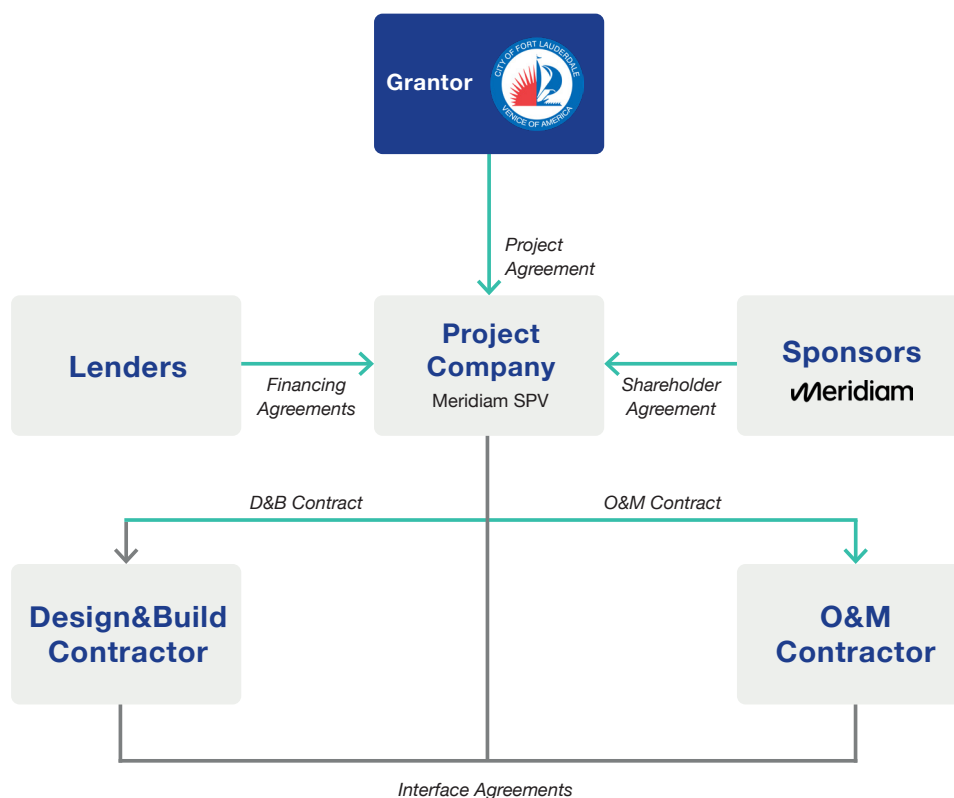 Grantor
CITY OF FORT LAUDERDALE
VENICE OF AMERICA
Project
Agreement
Lenders
Financing
Agreements
Project
Company
Meridiam SPV
Shareholder
Agreement
Sponsors
Meridiam
D&B Contract
O&M Contract
Design&Build
Contractor
O&M
Contractor
Interface Agreements